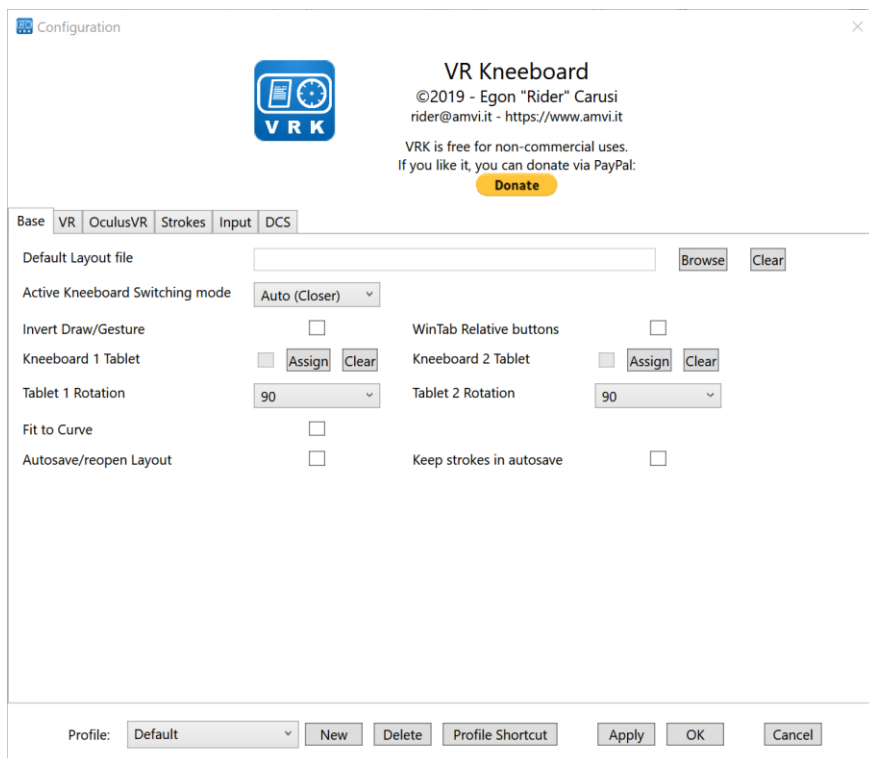 Configuration
VRK
VR Kneeboard
©2019 - Egon "Rider" Carusi
rider@amvi.it - https://www.amvi.it
VRK is free for non-commercial uses.
If you like it, you can donate via PayPal:
Donate
Base VR OculusVR Strokes Input DCS
Default Layout file Browse Clear
Active Kneeboard Switching mode Auto (Closer)
Invert Draw/Gesture WinTab Relative buttons
Kneeboard 1 Tablet Assign Clear Kneeboard 2 Tablet Assign Clear
Tablet 1 Rotation 90 Tablet 2 Rotation 90
Fit to Curve
Autosave/reopen Layout Keep strokes in autosave
Profile: Default New Delete Profile Shortcut Apply OK Cancel